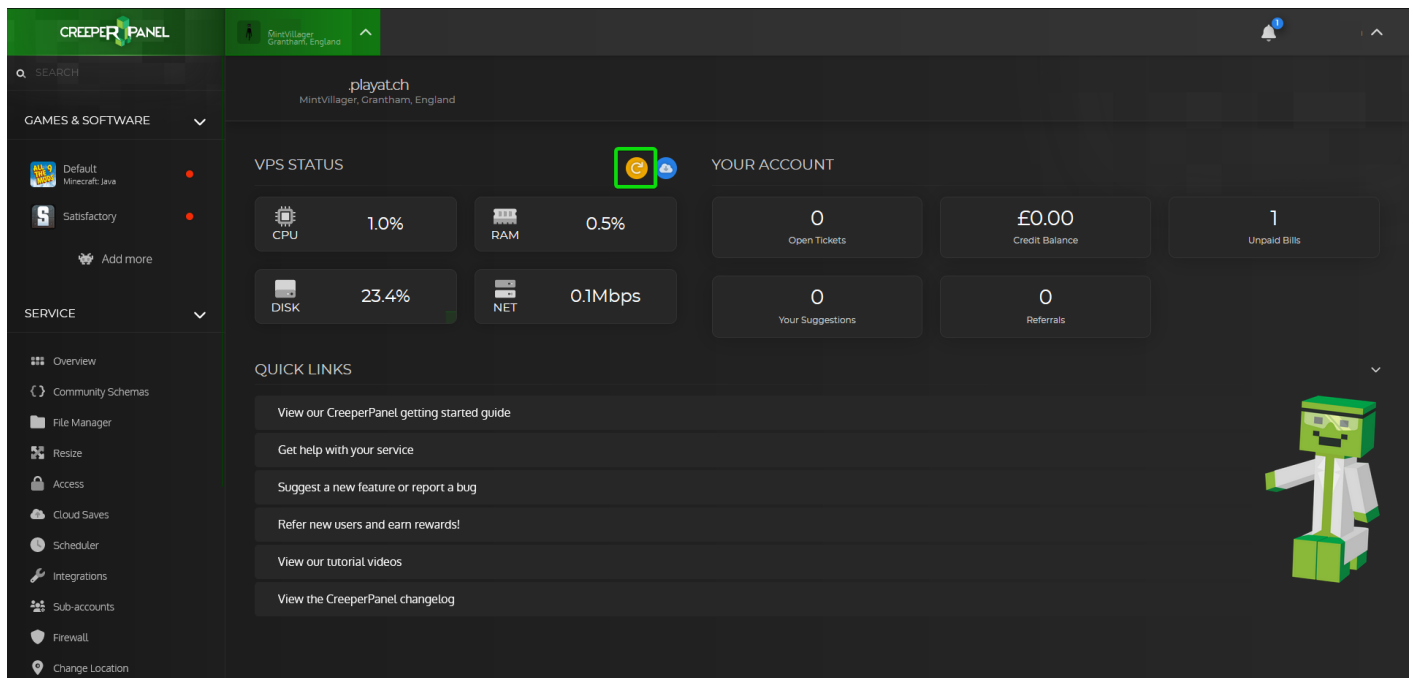 CREEPER PANEL
MintVillager
Grantham, England
1
SEARCH
.playat.ch
MintVillager, Grantham, England
GAMES & SOFTWARE
ALL THE MODS 9
Default
Minecraft: Java
S
Satisfactory
Add more
SERVICE
Overview
Community Schemas
File Manager
Resize
Access
Cloud Saves
Scheduler
Integrations
Sub-accounts
Firewall
Change Location
VPS STATUS
CPU
1.0%
RAM
0.5%
DISK
23.4%
NET
0.1Mbps
YOUR ACCOUNT
0
Open Tickets
£0.00
Credit Balance
1
Unpaid Bills
0
Your Suggestions
0
Referrals
QUICK LINKS
View our CreeperPanel getting started guide
Get help with your service
Suggest a new feature or report a bug
Refer new users and earn rewards!
View our tutorial videos
View the CreeperPanel changelog